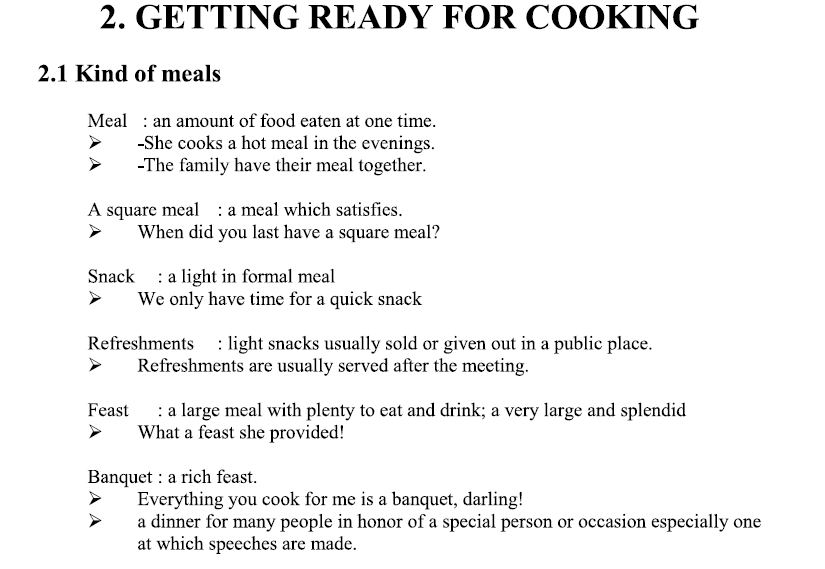 2. GETTING READY FOR COOKING
2.1 Kind of meals
Meal : an amount of food eaten at one time.
➢ -She cooks a hot meal in the evenings.
➢ -The family have their meal together.
A square meal : a meal which satisfies.
➢ When did you last have a square meal?
Snack : a light in formal meal
➢ We only have time for a quick snack
Refreshments : light snacks usually sold or given out in a public place.
➢ Refreshments are usually served after the meeting.
Feast : a large meal with plenty to eat and drink; a very large and splendid
➢ What a feast she provided!
Banquet : a rich feast.
➢ Everything you cook for me is a banquet, darling!
➢ a dinner for many people in honor of a special person or occasion especially one
at which speeches are made.